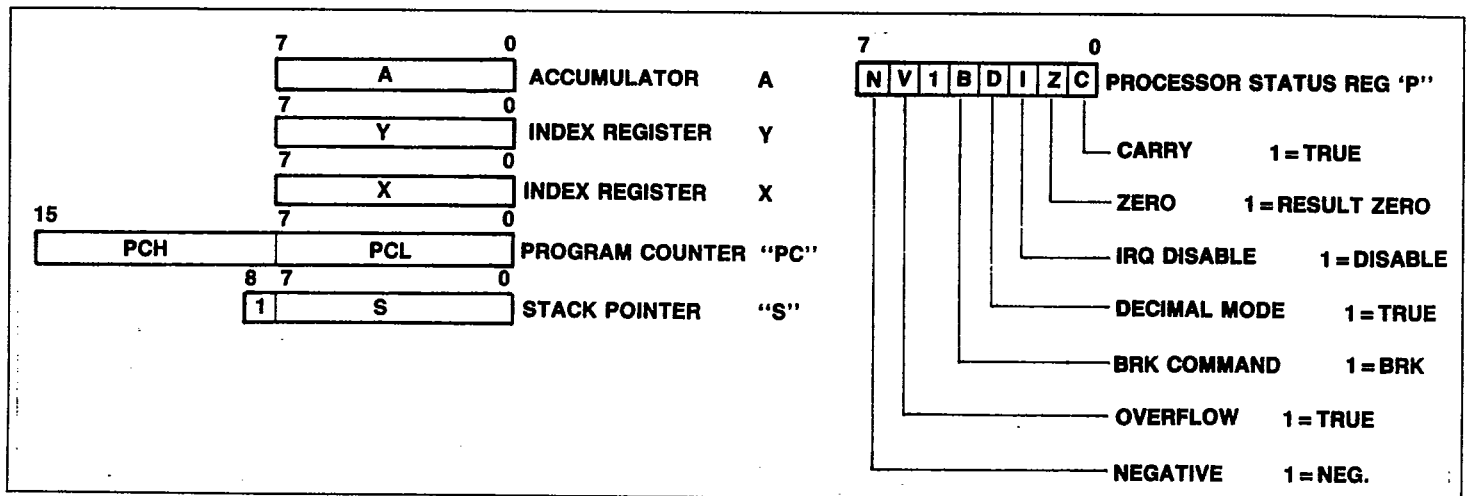 7 0
A ACCUMULATOR A
7 0
Y INDEX REGISTER Y
7 0
X INDEX REGISTER X
15 7 0
PCH PCL PROGRAM COUNTER “PC”
8 7 0
1 S STACK POINTER “S”
7 0
N V 1 B D I Z C PROCESSOR STATUS REG ‘P”
CARRY 1 = TRUE
ZERO 1 = RESULT ZERO
IRQ DISABLE 1 = DISABLE
DECIMAL MODE 1 = TRUE
BRK COMMAND 1 = BRK
OVERFLOW 1 = TRUE
NEGATIVE 1 = NEG.